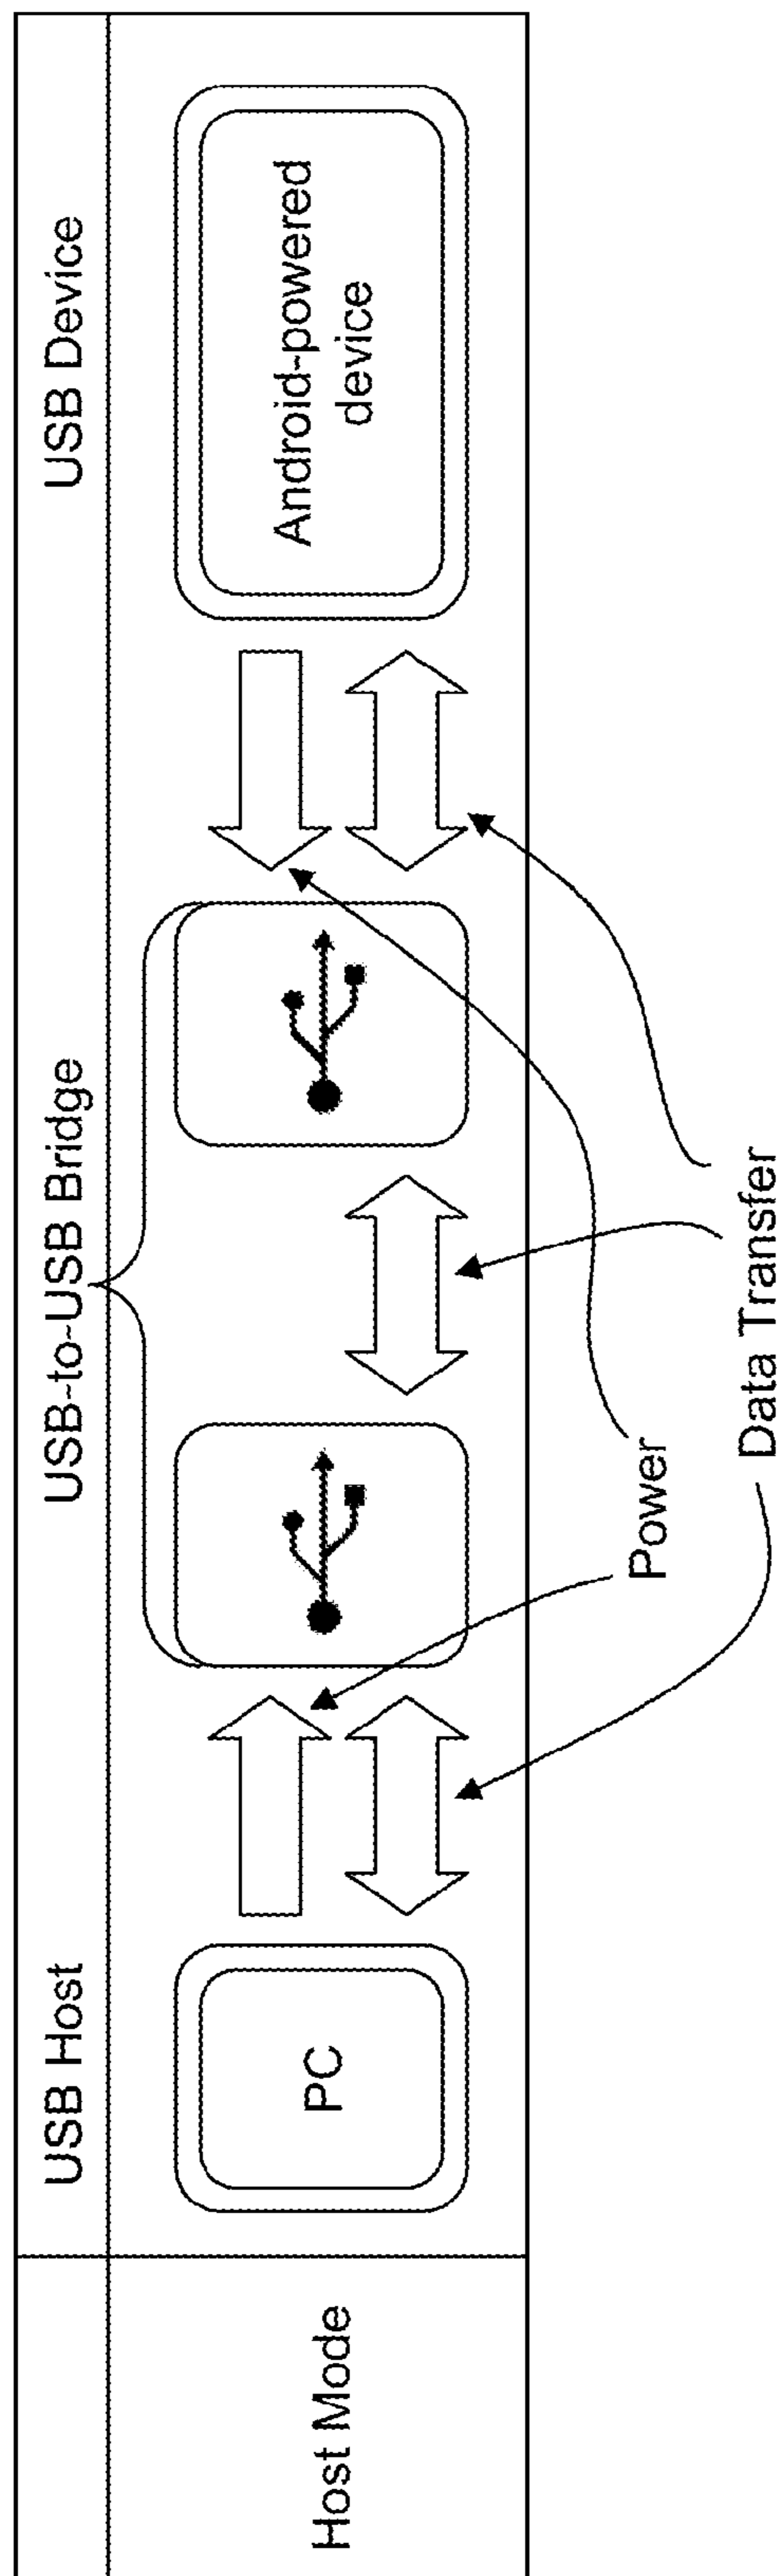 USB Host
USB-to-USB Bridge
USB Device
Host Mode
PC
Android-powered
device
Power
Data Transfer